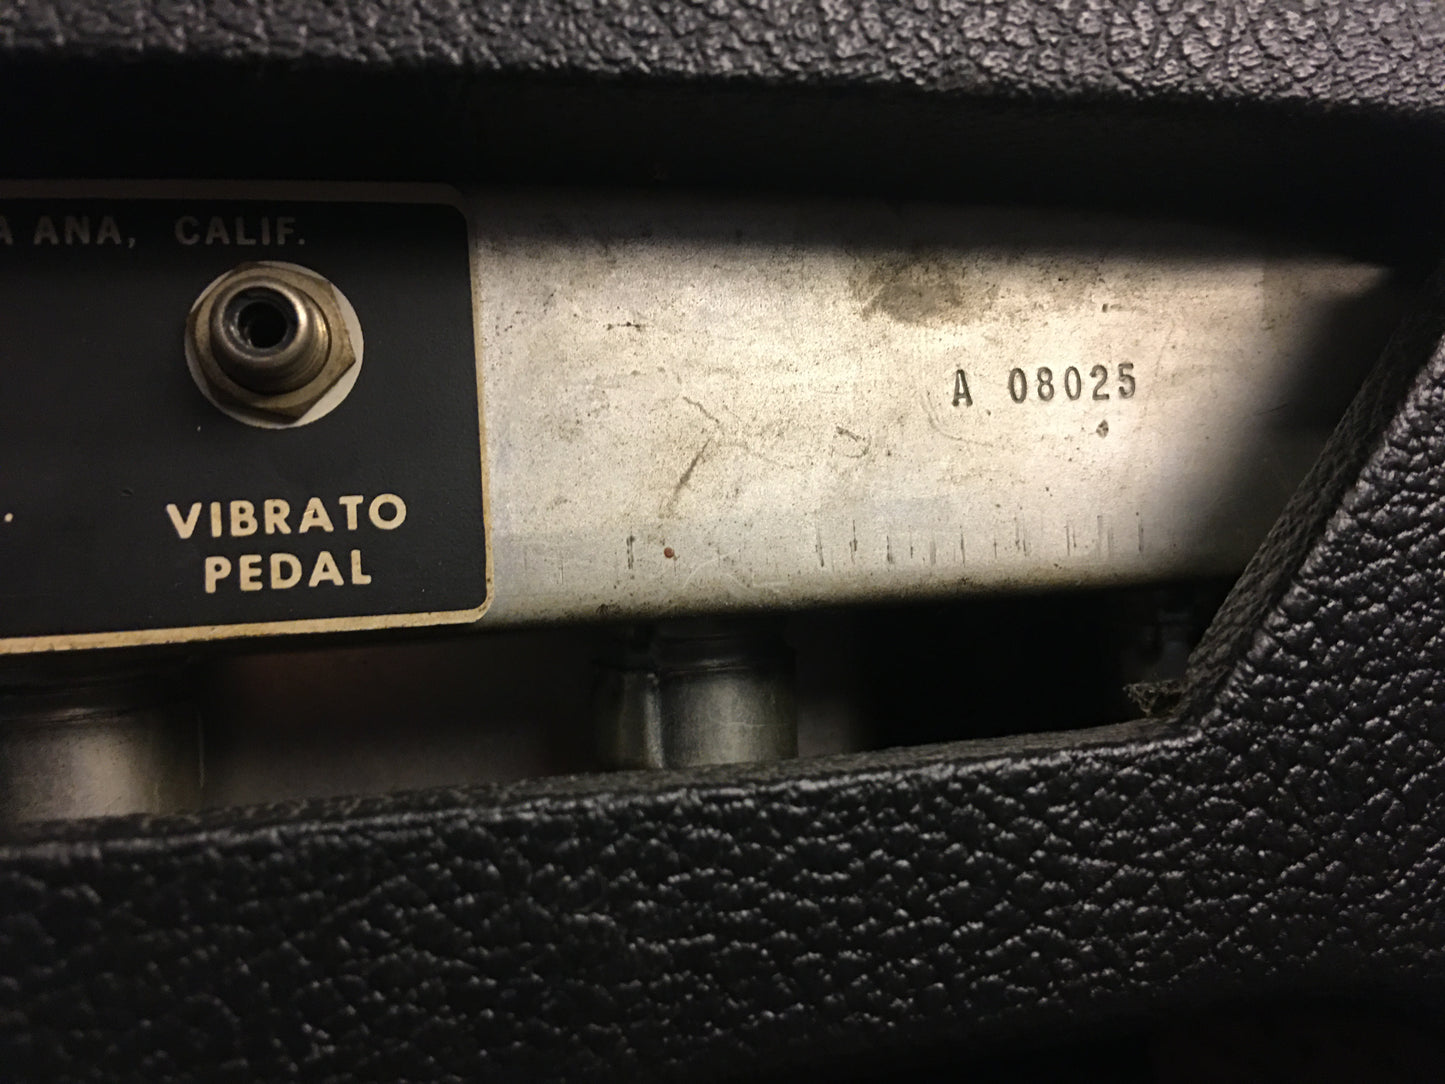 A ANA, CALIF.
A 08025
VIBRATO
PEDAL